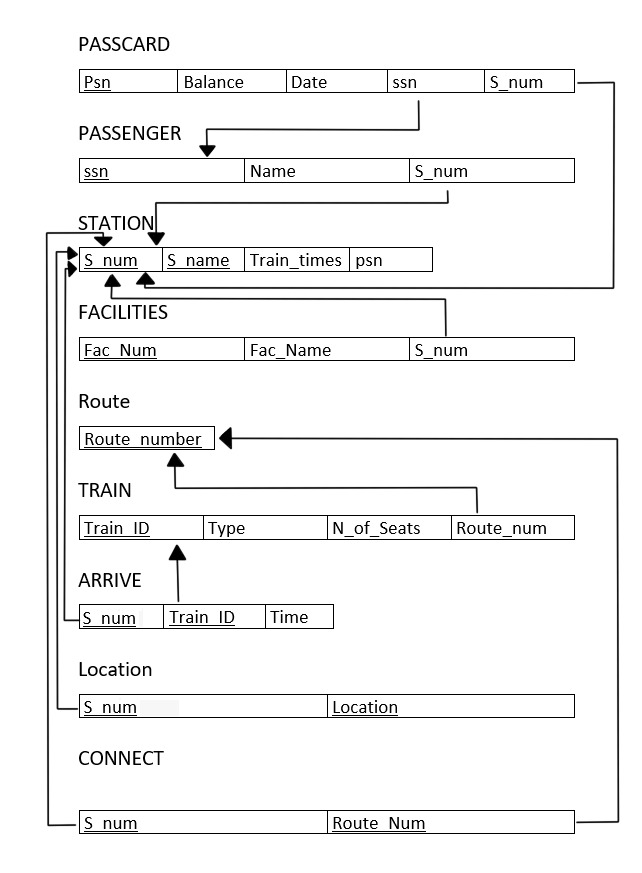 PASSCARD
Psn Balance Date ssn S_num
PASSENGER
ssn Name S_num
STATION
S_num S_name Train_times psn
FACILITIES
Fac_Num Fac_Name S_num
Route
Route_number
TRAIN
Train_ID Type N_of_Seats Route_num
ARRIVE
S_num Train_ID Time
Location
S_num Location
CONNECT
S_num Route_Num